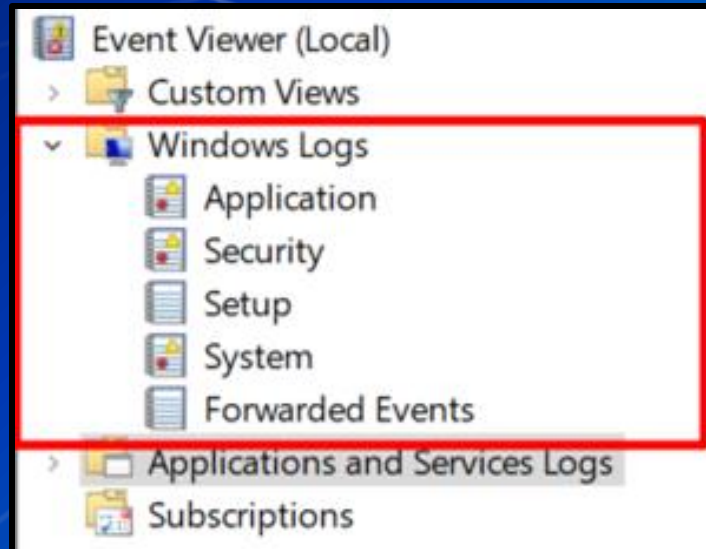 Event Viewer (Local)
Custom Views
Windows Logs
Application
Security
Setup
System
Forwarded Events
Applications and Services Logs
Subscriptions